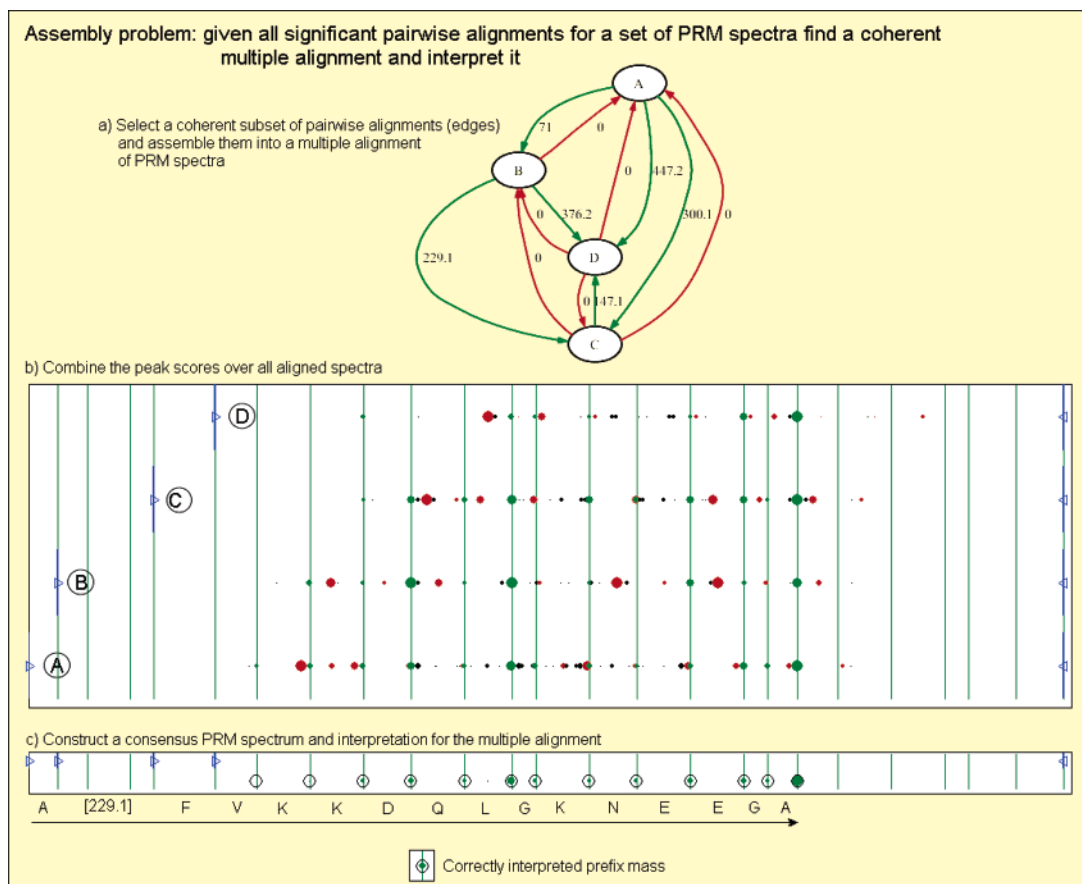 Assembly problem: given all significant pairwise alignments for a set of PRM spectra find a coherent
multiple alignment and interpret it
a) Select a coherent subset of pairwise alignments (edges)
and assemble them into a multiple alignment
of PRM spectra
A
71
0
B
0
447.2
0
376.2
300.1
0
229.1
0
D
0
147.1
C
b) Combine the peak scores over all aligned spectra
D
C
B
A
c) Construct a consensus PRM spectrum and interpretation for the multiple alignment
A [229.1] F V K K D Q L G K N E E G A
Correctly interpreted prefix mass